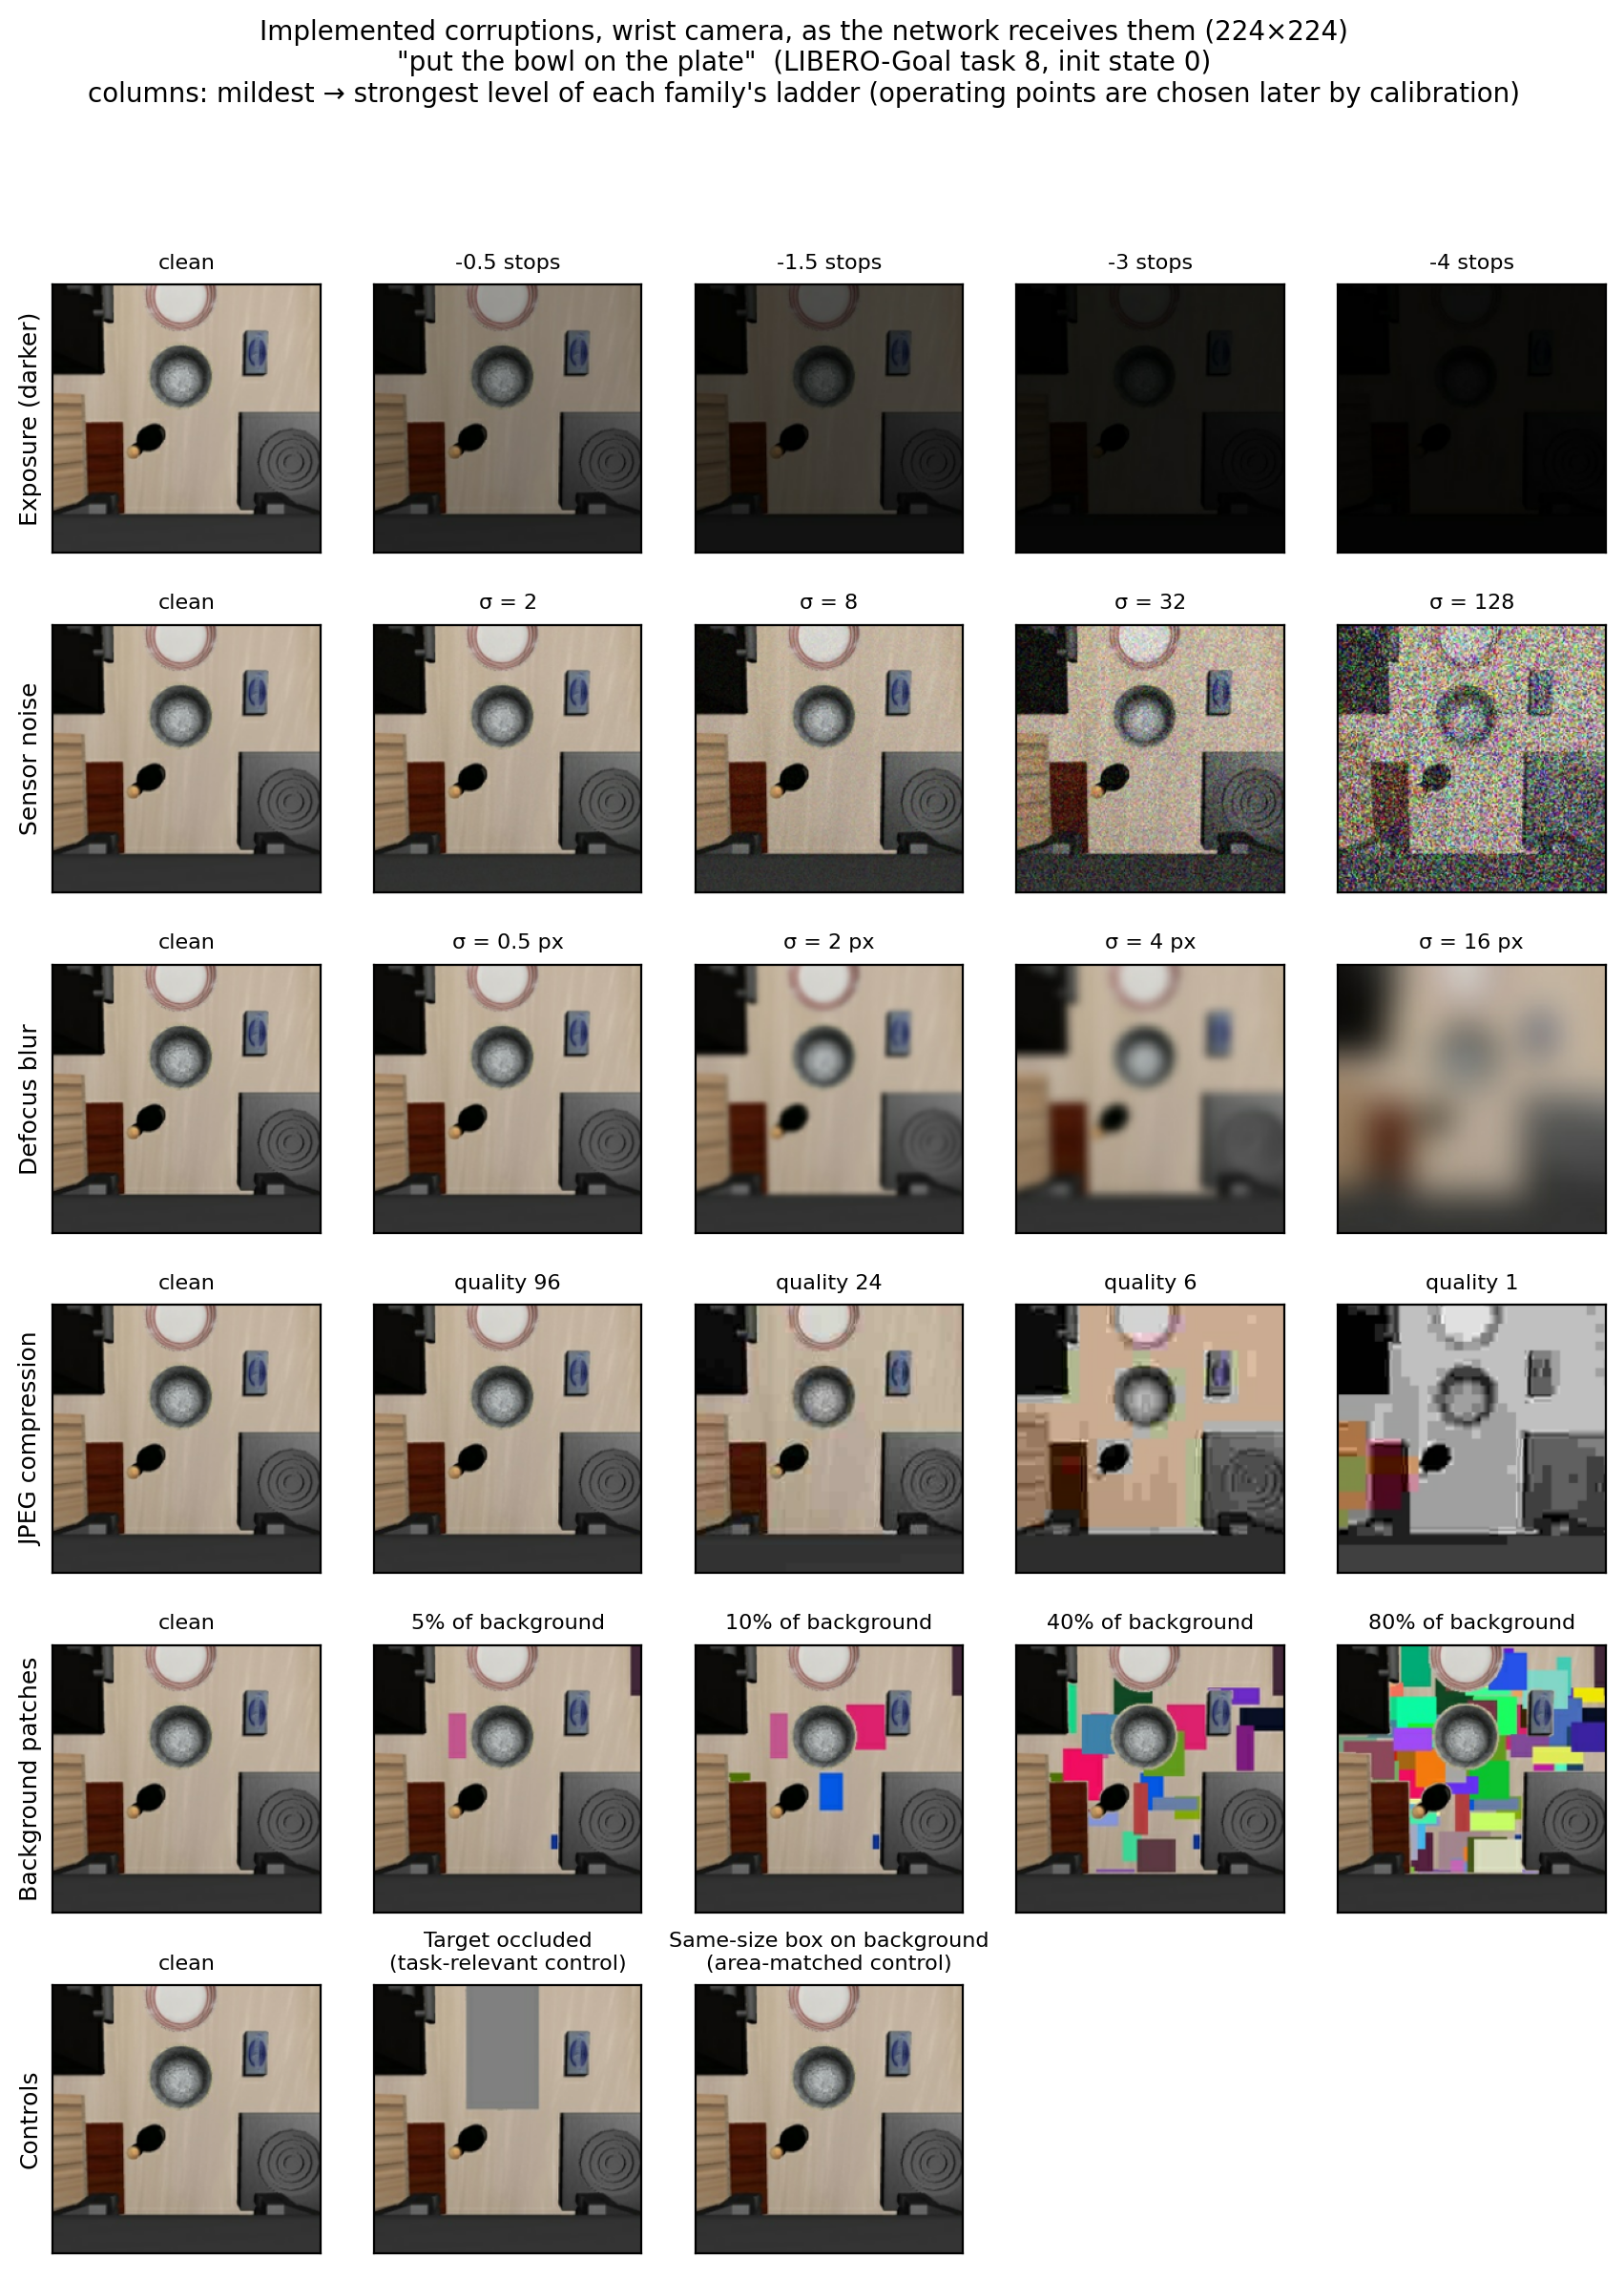 Implemented corruptions, wrist camera, as the network receives them (224×224)
"put the bowl on the plate"  (LIBERO-Goal task 8, init state 0)
columns: mildest → strongest level of each family's ladder (operating points are chosen later by calibration)
Exposure (darker)
clean
-0.5 stops
-1.5 stops
-3 stops
-4 stops
Sensor noise
clean
σ = 2
σ = 8
σ = 32
σ = 128
Defocus blur
clean
σ = 0.5 px
σ = 2 px
σ = 4 px
σ = 16 px
JPEG compression
clean
quality 96
quality 24
quality 6
quality 1
Background patches
clean
5% of background
10% of background
40% of background
80% of background
Controls
clean
Target occluded
(task-relevant control)
Same-size box on background
(area-matched control)